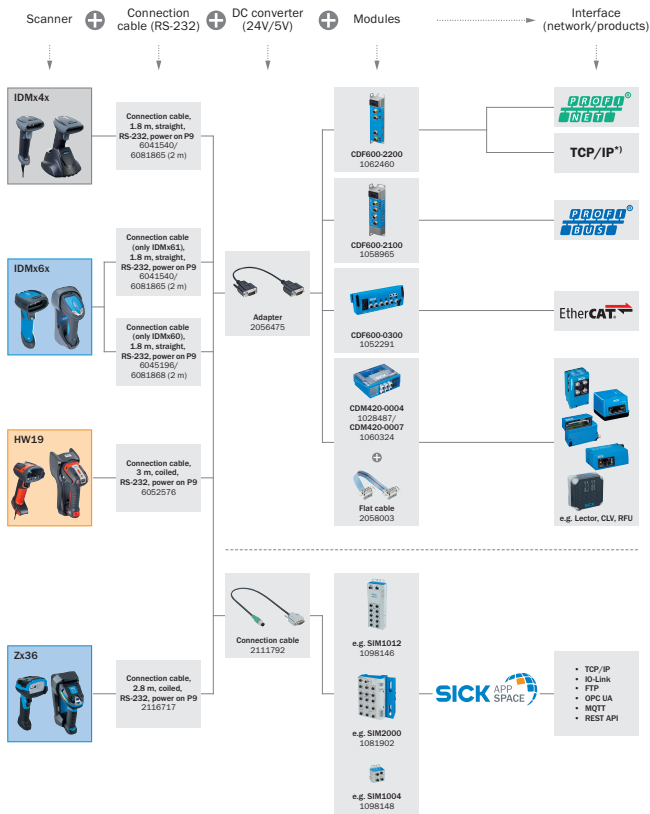 Scanner
Connection
cable (RS-232)
DC converter
(24V/5V)
Modules
Interface
(network/products)
IDMx4x
Connection cable,
1.8 m, straight,
RS-232, power on P9
6041540/
6081865 (2 m)
CDF600-2200
1062460
PROFI®
NET
TCP/IP*)
IDMx6x
Connection cable
(only IDMx61),
1.8 m, straight,
RS-232, power on P9
6041540/
6081865 (2 m)
Connection cable
(only IDMx60),
1.8 m, straight,
RS-232, power on P9
6045196/
6081868 (2 m)
Adapter
2056475
CDF600-2100
1058965
PROFI®
BUS
CDF600-0300
1052291
EtherCAT®
CDM420-0004
1028487/
CDM420-0007
1060324
Flat cable
2058003
e.g. Lector, CLV, RFU
HW19
Connection cable,
3 m, coiled,
RS-232, power on P9
6052576
Connection cable
2111792
Zx36
Connection cable,
2.8 m, coiled,
RS-232, power on P9
2116717
e.g. SIM1012
1098146
e.g. SIM2000
1081902
e.g. SIM1004
1098148
SICK APP
SPACE
• TCP/IP
• IO-Link
• FTP
• OPC UA
• MQTT
• REST API